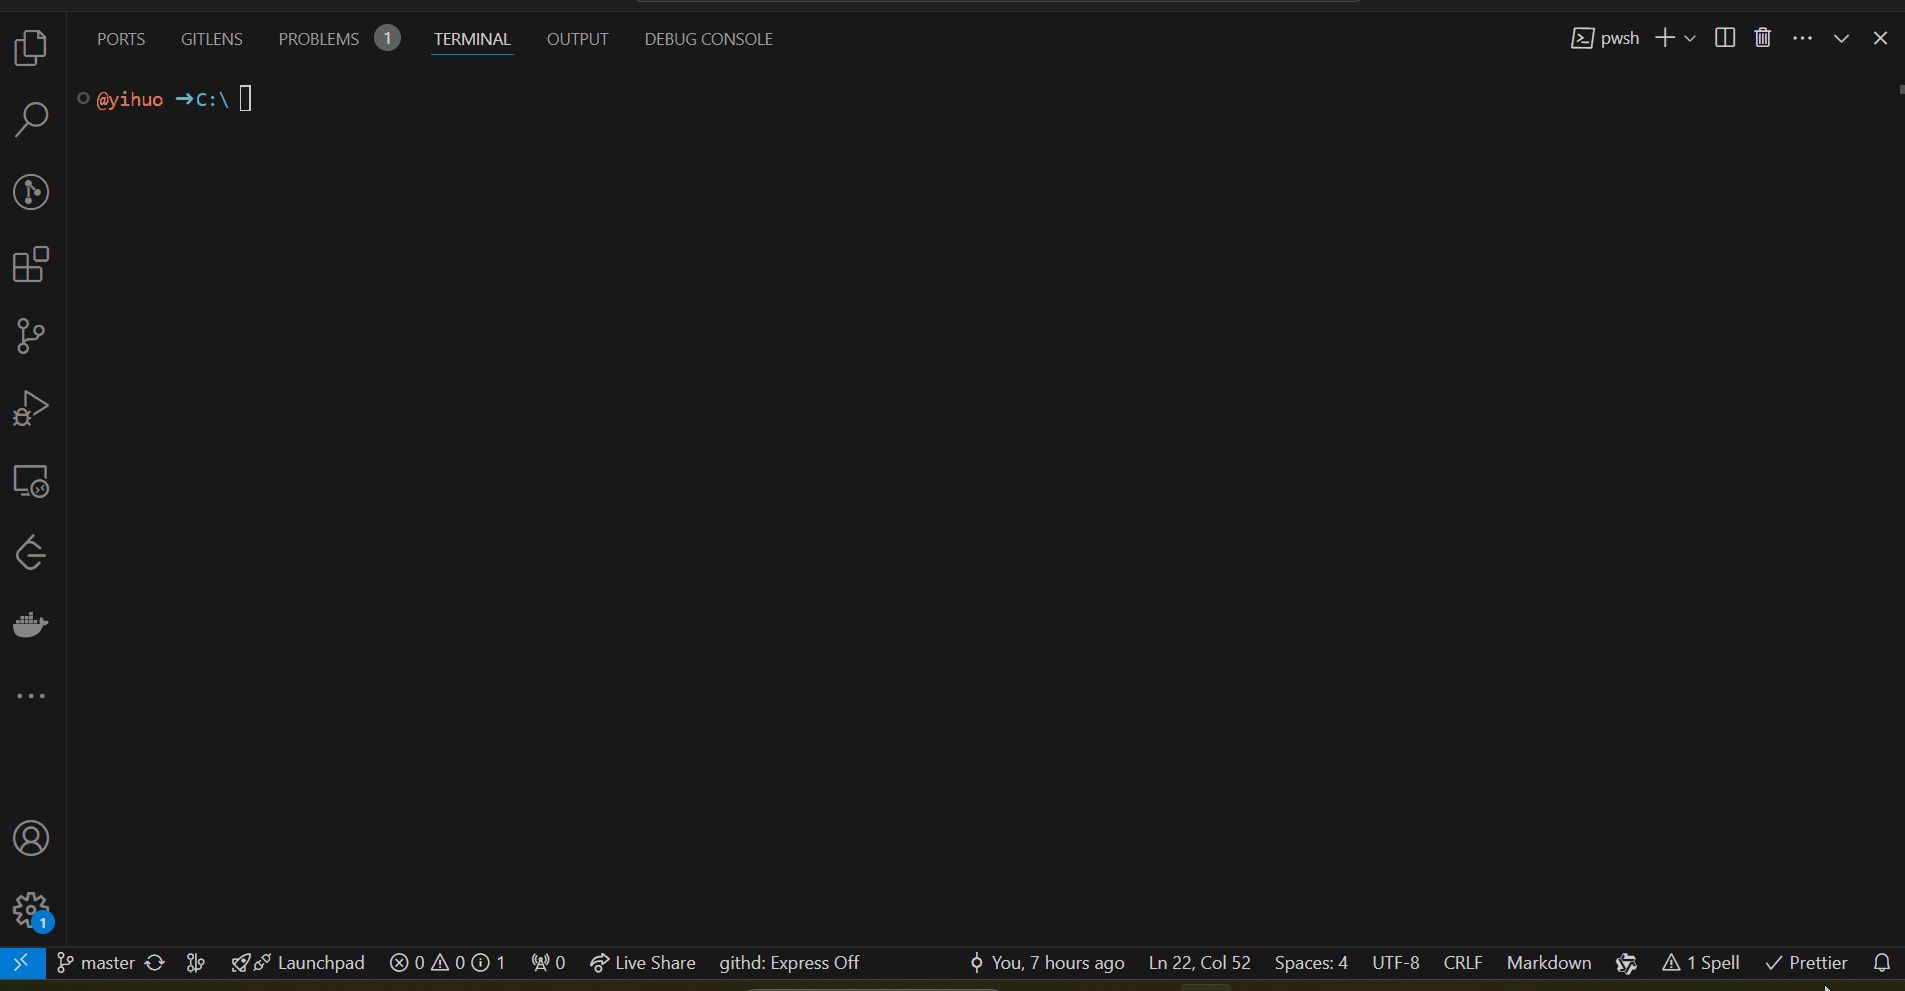 PORTS GITLENS PROBLEMS 1 TERMINAL OUTPUT DEBUG CONSOLE pwsh
@yihuo ➜C:\
1
master Launchpad 0 0 1 0 Live Share githd: Express Off You, 7 hours ago Ln 22, Col 52 Spaces: 4 UTF-8 CRLF Markdown 1 Spell Prettier